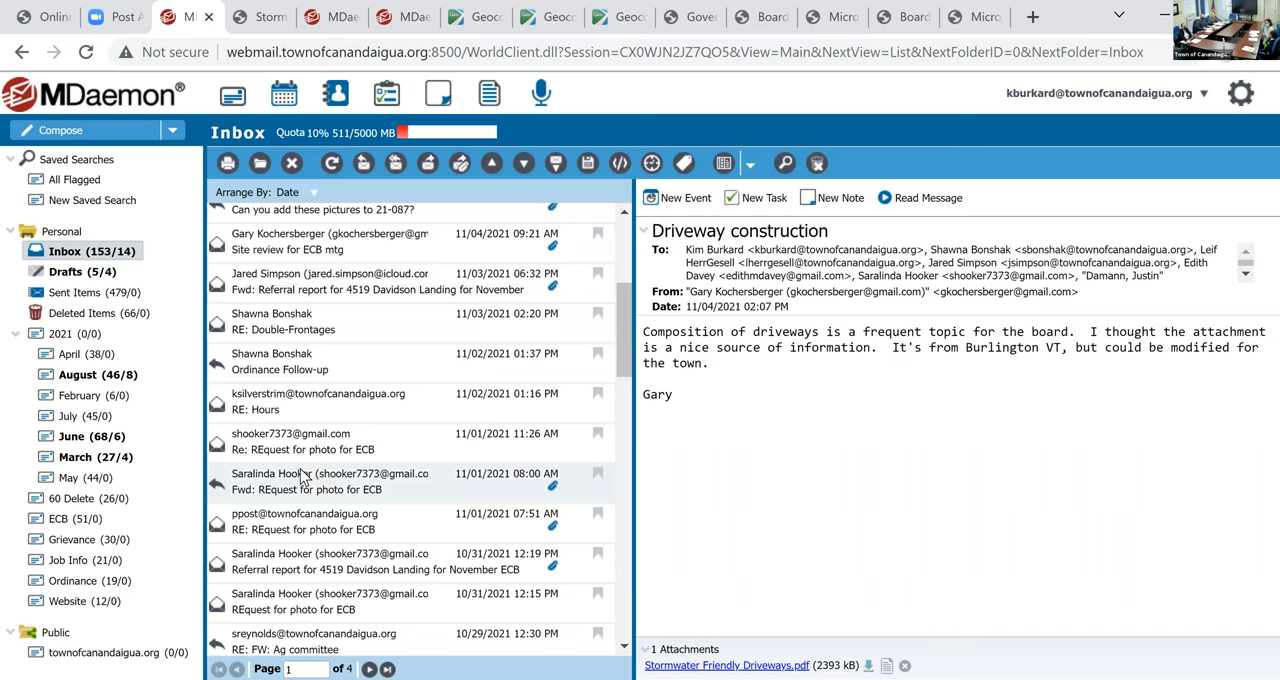 Onlin
Post A
M
Storm
MDae
MDae
Geocc
Geocc
Geocc
Gover
Board
Micro
Board
Micro
Not secure
webmail.townofcanandaigua.org:8500/WorldClient.dll?Session=CX0WJN2JZ7QO5&View=Main&NextView=List&NextFolderID=0&NextFolder=Inbox
Town of Canandaigu...
MDaemon®
kburkard@townofcanandaigua.org
Compose
Inbox Quota 10% 511/5000 MB
Saved Searches
All Flagged
New Saved Search
Personal
Inbox (153/14)
Drafts (5/4)
Sent Items (479/0)
Deleted Items (66/0)
2021 (0/0)
April (38/0)
August (46/8)
February (6/0)
July (45/0)
June (68/6)
March (27/4)
May (44/0)
60 Delete (26/0)
ECB (51/0)
Grievance (30/0)
Job Info (21/0)
Ordinance (19/0)
Website (12/0)
Public
townofcanandaigua.org (0/0)
Arrange By: Date
Can you add these pictures to 21-087?
Gary Kochersberger (gkochersberger@gm 11/04/2021 09:21 AM
Site review for ECB mtg
Jared Simpson (jared.simpson@icloud.cor 11/03/2021 06:32 PM
Fwd: Referral report for 4519 Davidson Landing for November
Shawna Bonshak 11/03/2021 02:20 PM
RE: Double-Frontages
Shawna Bonshak 11/02/2021 01:37 PM
Ordinance Follow-up
ksilverstrim@townofcanandaigua.org 11/02/2021 01:16 PM
RE: Hours
shooker7373@gmail.com 11/01/2021 11:26 AM
Re: REquest for photo for ECB
Saralinda Hooker (shooker7373@gmail.co 11/01/2021 08:00 AM
Fwd: REquest for photo for ECB
ppost@townofcanandaigua.org 11/01/2021 07:51 AM
RE: REquest for photo for ECB
Saralinda Hooker (shooker7373@gmail.co 10/31/2021 12:19 PM
Referral report for 4519 Davidson Landing for November ECB
Saralinda Hooker (shooker7373@gmail.co 10/31/2021 12:15 PM
REquest for photo for ECB
sreynolds@townofcanandaigua.org 10/29/2021 12:30 PM
RE: FW: Ag committee
Page 1 of 4
New Event New Task New Note Read Message
Driveway construction
To: Kim Burkard <kburkard@townofcanandaigua.org>, Shawna Bonshak <sbonshak@townofcanandaigua.org>, Leif
HerrGesell <lherrgesell@townofcanandaigua.org>, Jared Simpson <jsimpson@townofcanandaigua.org>, Edith
Davey <edithmdavey@gmail.com>, Saralinda Hooker <shooker7373@gmail.com>, "Damann, Justin"
From: "Gary Kochersberger (gkochersberger@gmail.com)" <gkochersberger@gmail.com>
Date: 11/04/2021 02:07 PM
Composition of driveways is a frequent topic for the board. I thought the attachment
is a nice source of information. It's from Burlington VT, but could be modified for
the town.
Gary
1 Attachments
Stormwater Friendly Driveways.pdf (2393 kB)